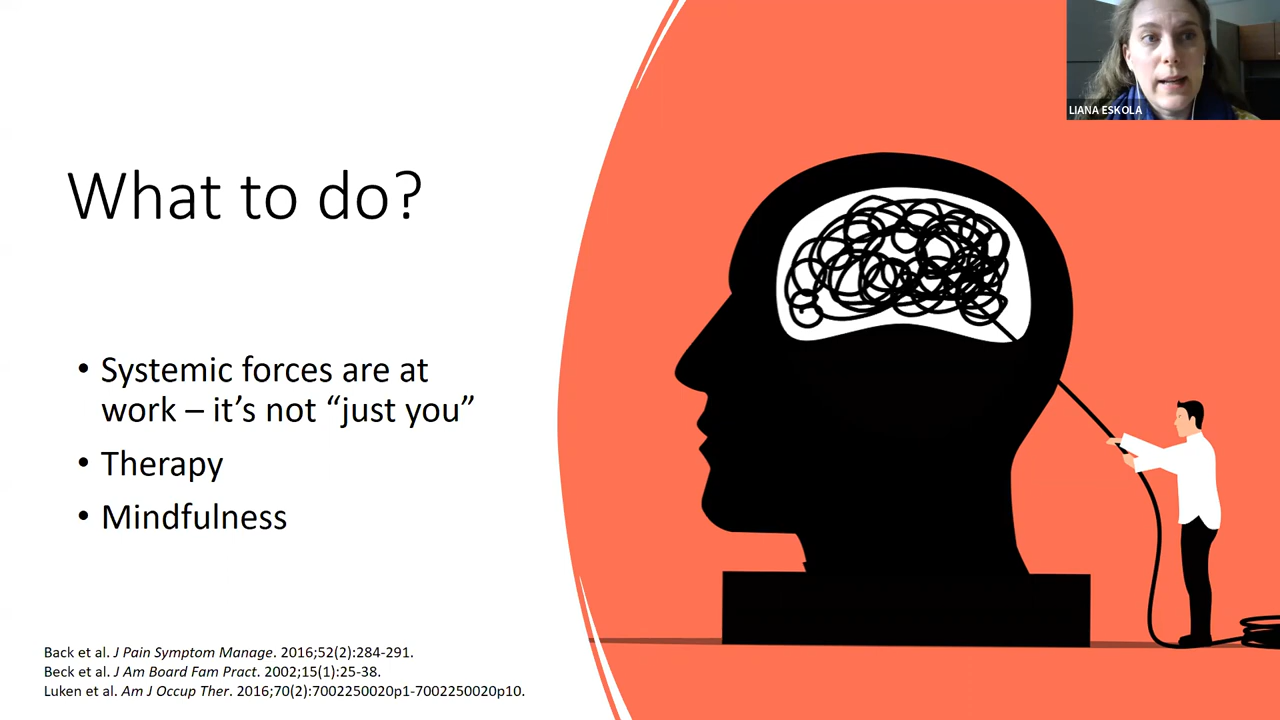 LIANA ESKOLA
What to do?
• Systemic forces are at
work – it's not “just you”
• Therapy
• Mindfulness
Back et al. J Pain Symptom Manage. 2016;52(2):284-291.
Beck et al. J Am Board Fam Pract. 2002;15(1):25-38.
Luken et al. Am J Occup Ther. 2016;70(2):7002250020p1-7002250020p10.